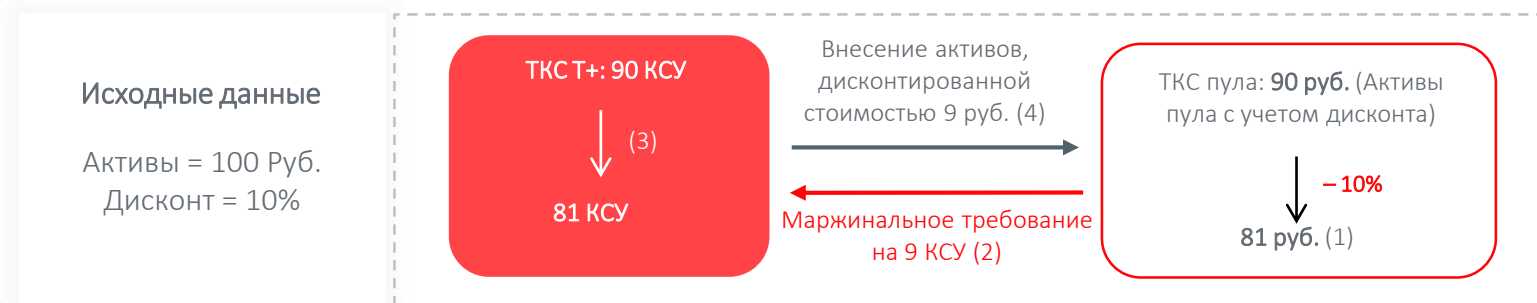 Исходные данные
Активы = 100 Руб.
Дисконт = 10%
ТКС Т+: 90 КСУ
(3)
81 КСУ
Внесение активов,
дисконтированной
стоимостью 9 руб. (4)
Маржинальное требование
на 9 КСУ (2)
ТКС пула: 90 руб. (Активы
пула с учетом дисконта)
– 10%
81 руб. (1)